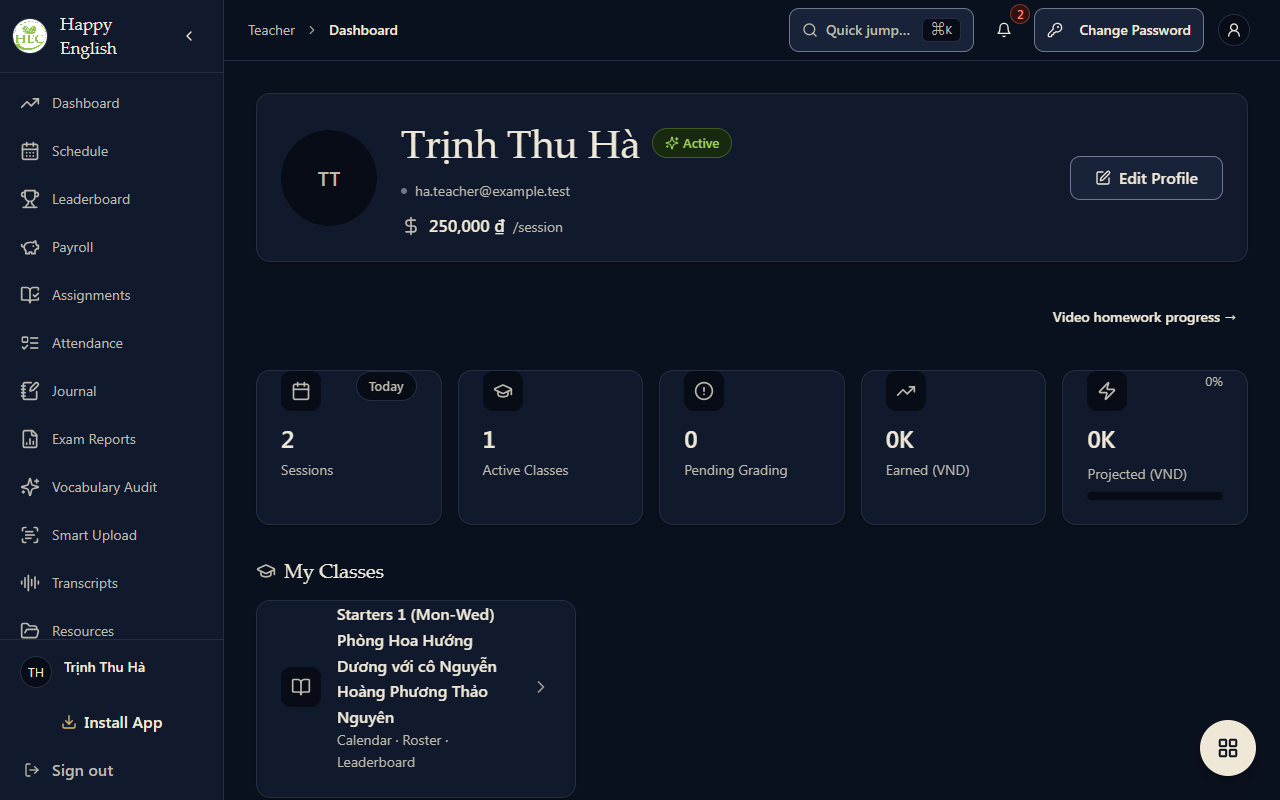 HEC
Happy
English
Dashboard
Schedule
Leaderboard
Payroll
Assignments
Attendance
Journal
Exam Reports
Vocabulary Audit
Smart Upload
Transcripts
Resources
TH
Trịnh Thu Hà
Install App
Sign out
Teacher
Dashboard
Quick jump...
⌘K
2
Change Password
TT
Trịnh Thu Hà
Active
ha.teacher@example.test
250,000 ₫ /session
Edit Profile
Video homework progress →
Today
2
Sessions
1
Active Classes
0
Pending Grading
0K
Earned (VND)
0%
0K
Projected (VND)
My Classes
Starters 1 (Mon-Wed)
Phòng Hoa Hướng
Dương với cô Nguyễn
Hoàng Phương Thảo
Nguyên
Calendar · Roster ·
Leaderboard